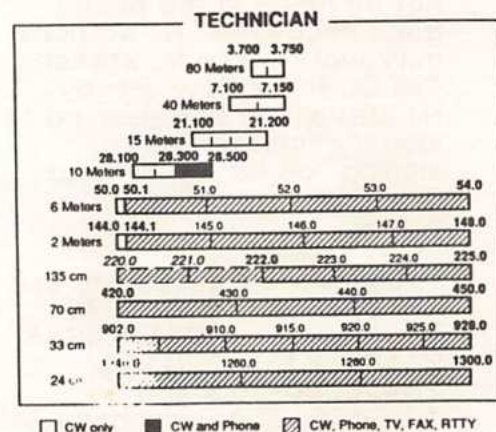 TECHNICIAN
3.700 3.750
80 Meters
7.100 7.150
40 Meters
21.100 21.200
15 Meters
28.100 28.300 28.500
10 Meters
50.0 50.1 51.0 52.0 53.0 54.0
6 Meters
144.0 144.1 145.0 146.0 147.0 148.0
2 Meters
220.0 221.0 222.0 223.0 224.0 225.0
135 cm
420.0 430.0 440.0 450.0
70 cm
902.0 910.0 915.0 920.0 925.0 928.0
33 cm
1260.0 1280.0 1300.0
24 cm
CW only CW and Phone CW, Phone, TV, FAX, RTTY